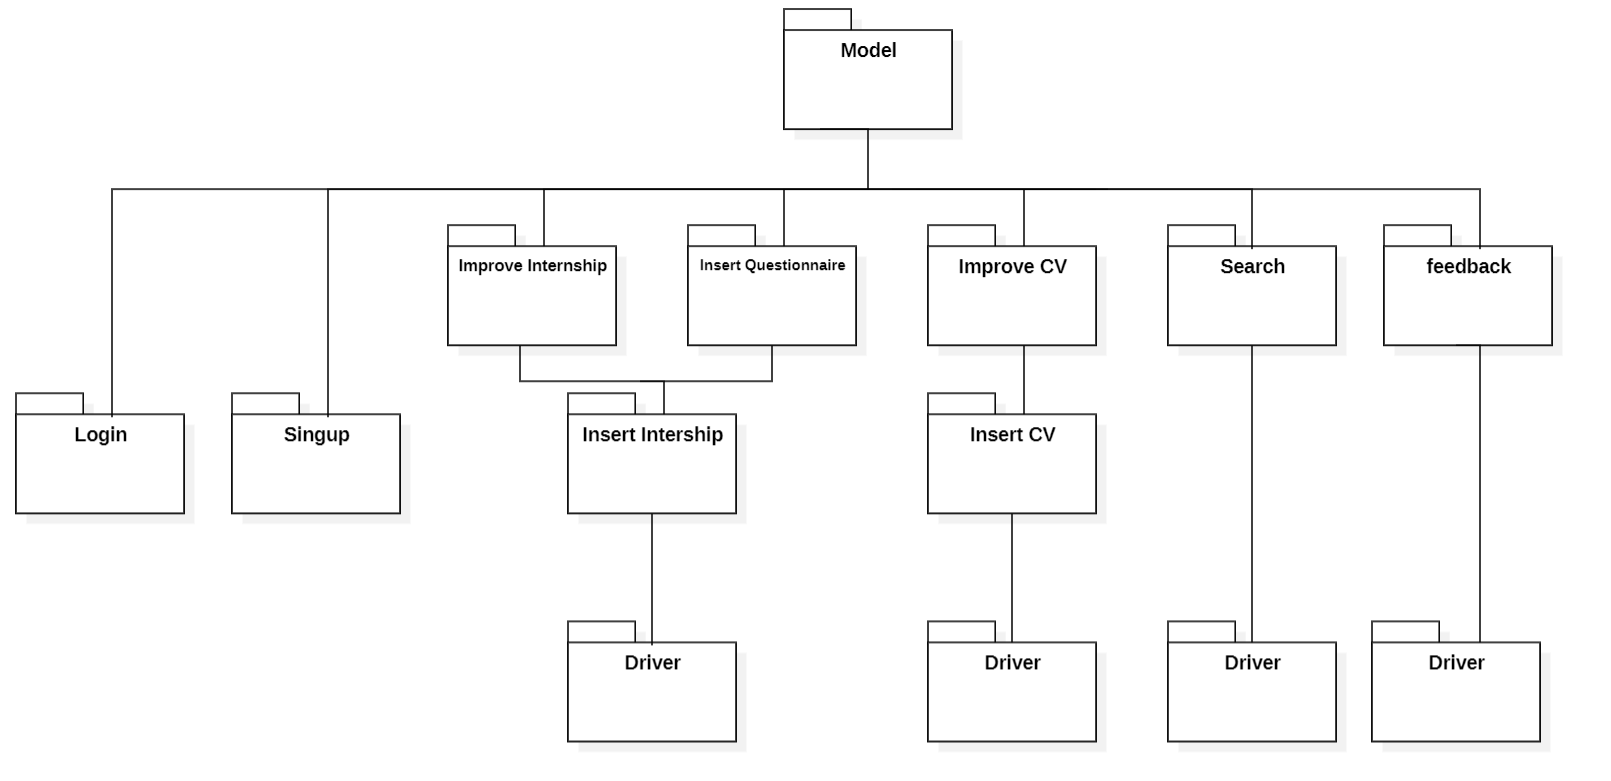 Model
Improve Internship
Insert Questionnaire
Improve CV
Search
feedback
Login
Singup
Insert Intership
Insert CV
Driver
Driver
Driver
Driver